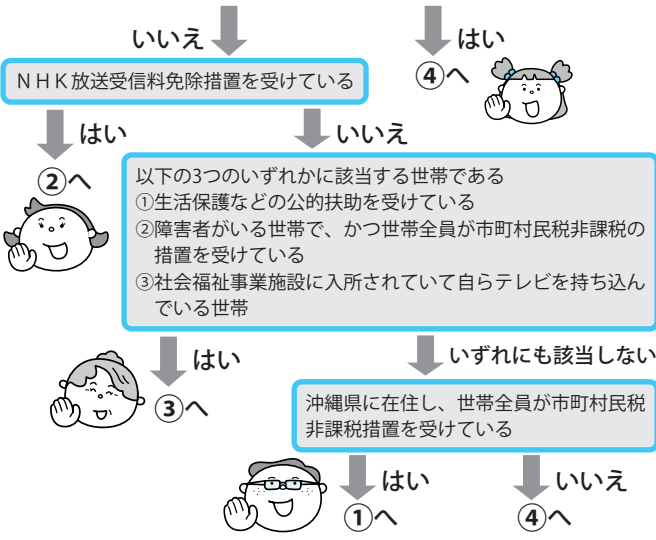 いいえ
はい
④へ
ＮＨＫ放送受信料免除措置を受けている
はい
いいえ
②へ
以下の3つのいずれかに該当する世帯である
①生活保護などの公的扶助を受けている
②障害者がいる世帯で、かつ世帯全員が市町村民税非課税の
措置を受けている
③社会福祉事業施設に入所されていて自らテレビを持ち込ん
でいる世帯
はい
③へ
いずれにも該当しない
沖縄県に在住し、世帯全員が市町村民税
非課税措置を受けている
はい
いいえ
①へ
④へ